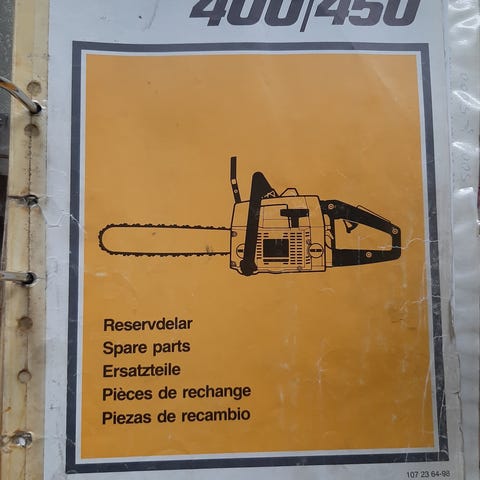 400/450
Reservdelar
Spare parts
Ersatzteile
Pièces de rechange
Piezas de recambio
107 23 64-98